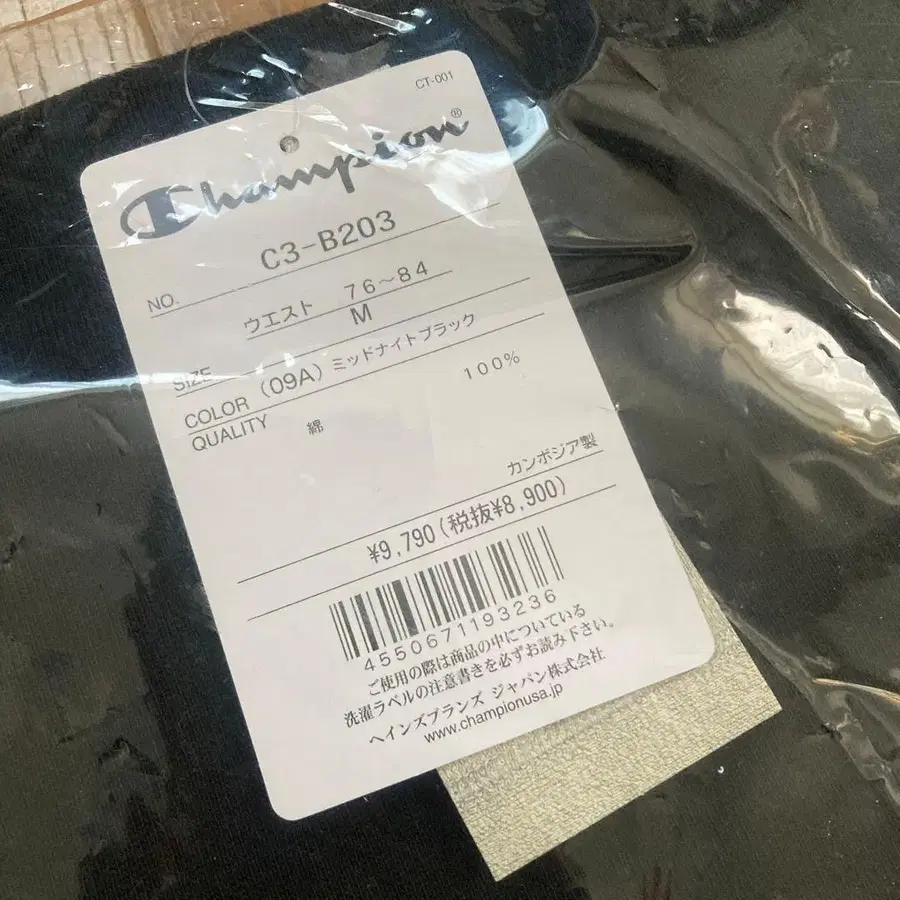 CT-001
Champion®
NO. C3-B203
ウエスト 76~84
SIZE M
COLOR (09A) ミッドナイトブラック
QUALITY 綿 100%
カンボジア製
¥9,790(税抜¥8,900)
4550671193236
ご使用の際は商品の中についている
洗濯ラベルの注意書きを必ずお読み下さい。
ヘインズブランズ ジャパン株式会社
www.championusa.jp